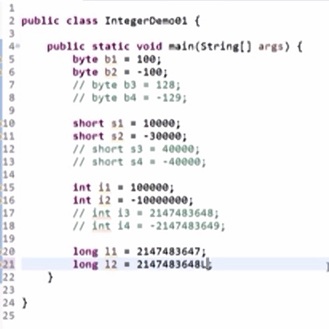 1
2 public class IntegerDemo01 {
3
4 public static void main(String[] args) {
5 byte b1 = 100;
6 byte b2 = -100;
7 // byte b3 = 128;
8 // byte b4 = -129;
9
10 short s1 = 10000;
11 short s2 = -30000;
12 // short s3 = 40000;
13 // short s4 = -40000;
14
15 int i1 = 100000;
16 int i2 = -10000000;
17 // int i3 = 2147483648;
18 // int i4 = -2147483649;
19
20 long l1 = 2147483647;
21 long l2 = 2147483648L;
22 }
23
24 }
25